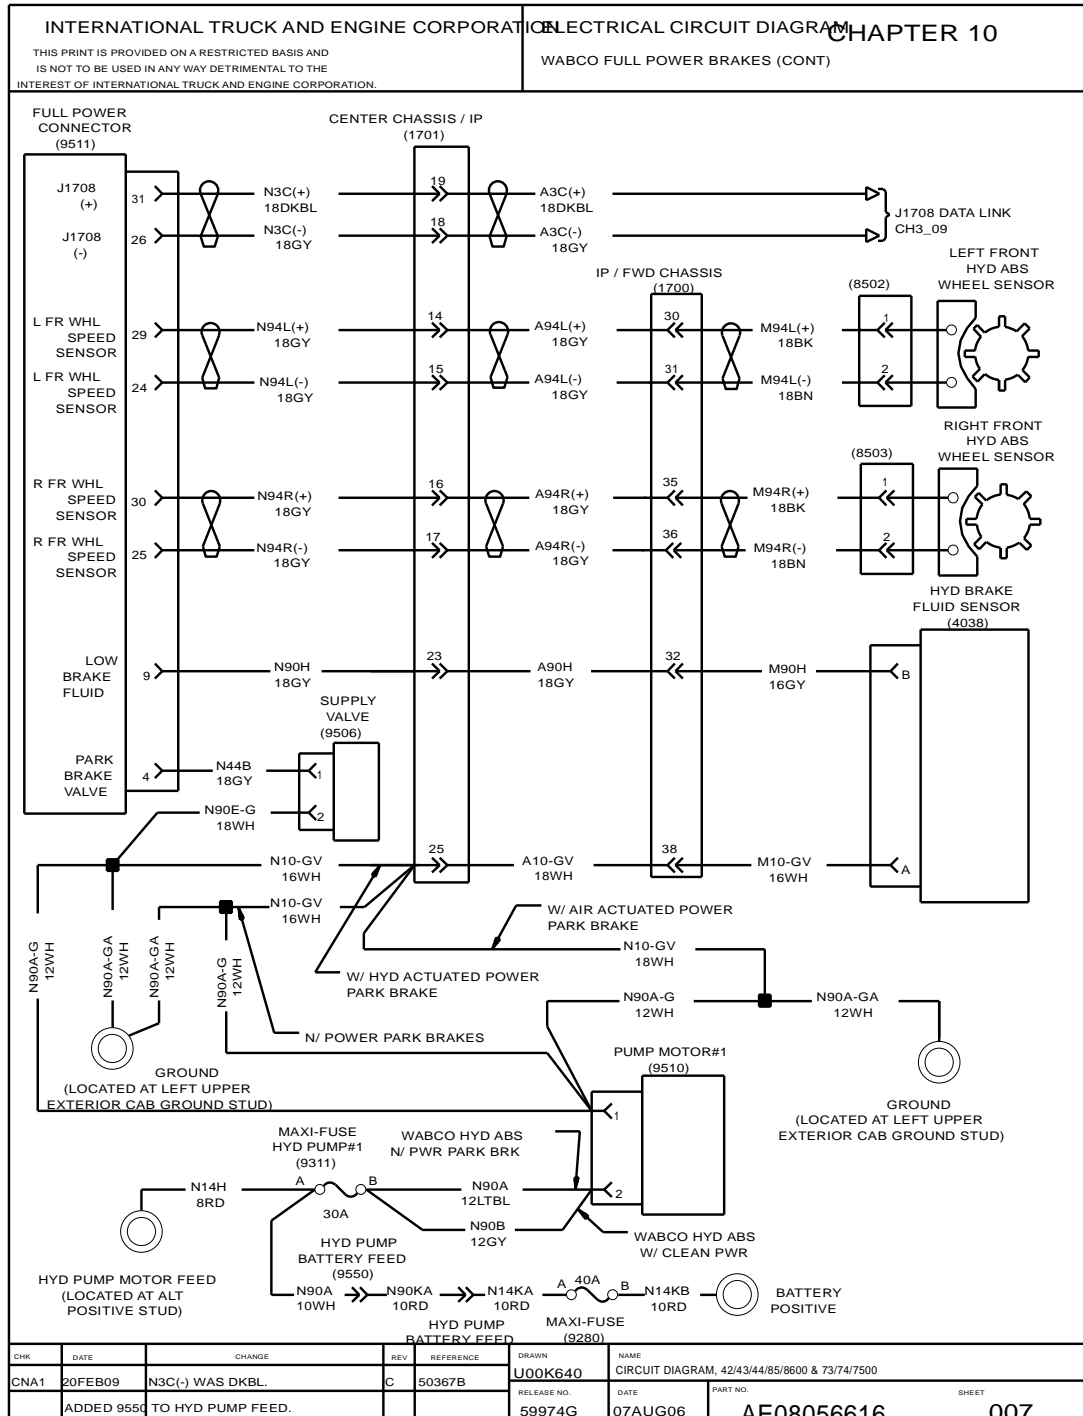 INTERNATIONAL TRUCK AND ENGINE CORPORATION
ELECTRICAL CIRCUIT DIAGRAM
CHAPTER 10
THIS PRINT IS PROVIDED ON A RESTRICTED BASIS AND
IS NOT TO BE USED IN ANY WAY DETRIMENTAL TO THE
INTEREST OF INTERNATIONAL TRUCK AND ENGINE CORPORATION.
WABCO FULL POWER BRAKES (CONT)
FULL POWER
CONNECTOR
(9511)
CENTER CHASSIS / IP
(1701)
J1708
(+)
31
N3C(+)
18DKBL
19
A3C(+)
18DKBL
J1708
(-)
26
N3C(-)
18GY
18
A3C(-)
18GY
J1708 DATA LINK
CH3_09
IP / FWD CHASSIS
(1700)
(8502)
LEFT FRONT
HYD ABS
WHEEL SENSOR
L FR WHL
SPEED
SENSOR
29
N94L(+)
18GY
14
A94L(+)
18GY
30
M94L(+)
18BK
1
L FR WHL
SPEED
SENSOR
24
N94L(-)
18GY
15
A94L(-)
18GY
31
M94L(-)
18BN
2
(8503)
RIGHT FRONT
HYD ABS
WHEEL SENSOR
R FR WHL
SPEED
SENSOR
30
N94R(+)
18GY
16
A94R(+)
18GY
35
M94R(+)
18BK
1
R FR WHL
SPEED
SENSOR
25
N94R(-)
18GY
17
A94R(-)
18GY
36
M94R(-)
18BN
2
HYD BRAKE
FLUID SENSOR
(4038)
LOW
BRAKE
FLUID
9
N90H
18GY
23
A90H
18GY
32
M90H
16GY
B
SUPPLY
VALVE
(9506)
PARK
BRAKE
VALVE
4
N44B
18GY
1
N90E-G
18WH
2
N10-GV
16WH
25
A10-GV
18WH
38
M10-GV
16WH
A
N10-GV
16WH
W/ AIR ACTUATED POWER
PARK BRAKE
N10-GV
18WH
N90A-G
12WH
N90A-GA
12WH
N90A-GA
12WH
N90A-G
12WH
W/ HYD ACTUATED POWER
PARK BRAKE
N90A-G
12WH
N90A-GA
12WH
N/ POWER PARK BRAKES
GROUND
(LOCATED AT LEFT UPPER
EXTERIOR CAB GROUND STUD)
PUMP MOTOR#1
(9510)
1
GROUND
(LOCATED AT LEFT UPPER
EXTERIOR CAB GROUND STUD)
MAXI-FUSE
HYD PUMP#1
(9311)
WABCO HYD ABS
N/ PWR PARK BRK
N14H
8RD
A
B
30A
N90A
12LTBL
2
N90B
12GY
WABCO HYD ABS
W/ CLEAN PWR
HYD PUMP
BATTERY FEED
(9550)
HYD PUMP MOTOR FEED
(LOCATED AT ALT
POSITIVE STUD)
N90A
10WH
N90KA
10RD
N14KA
10RD
A
40A
B
N14KB
10RD
BATTERY
POSITIVE
HYD PUMP
BATTERY FEED
MAXI-FUSE
(9280)
CHK
DATE
CHANGE
REV
REFERENCE
DRAWN
NAME
CNA1
20FEB09
N3C(-) WAS DKBL.
C
50367B
U00K640
CIRCUIT DIAGRAM, 42/43/44/85/8600 & 73/74/7500
RELEASE NO.
DATE
PART NO.
SHEET
ADDED 9550 TO HYD PUMP FEED.
59974G
07AUG06
AE08056616
007